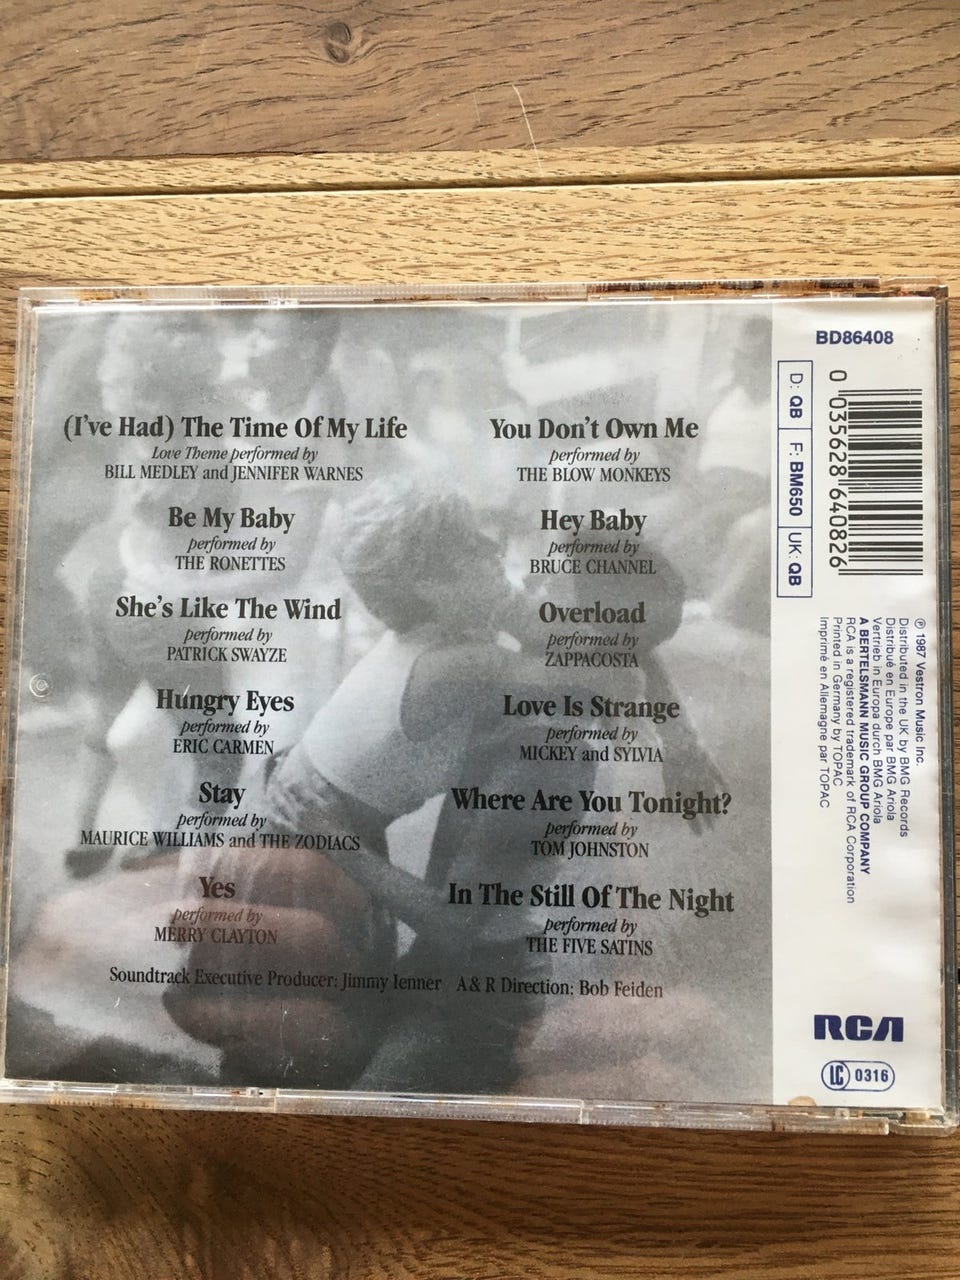 (I've Had) The Time Of My Life
Love Theme performed by
BILL MEDLEY and JENNIFER WARNES
Be My Baby
performed by
THE RONETTES
She's Like The Wind
performed by
PATRICK SWAYZE
Hungry Eyes
performed by
ERIC CARMEN
Stay
performed by
MAURICE WILLIAMS and THE ZODIACS
Yes
performed by
MERRY CLAYTON
You Don't Own Me
performed by
THE BLOW MONKEYS
Hey Baby
performed by
BRUCE CHANNEL
Overload
performed by
ZAPPACOSTA
Love Is Strange
performed by
MICKEY and SYLVIA
Where Are You Tonight?
performed by
TOM JOHNSTON
In The Still Of The Night
performed by
THE FIVE SATINS
Soundtrack Executive Producer: Jimmy Ienner A & R Direction: Bob Feiden
BD86408
0 035628 640826
D: QB F: BM650 UK: QB
℗ 1987 Vestron Music Inc.
Distributed in the UK by BMG Records
Distribué en Europe par BMG Ariola
Vertrieb in Europa durch BMG Ariola
A BERTELSMANN MUSIC GROUP COMPANY
RCA is a registered trademark of RCA Corporation
Printed in Germany by TOPAC
Imprimé en Allemagne par TOPAC
RCA
LC 0316